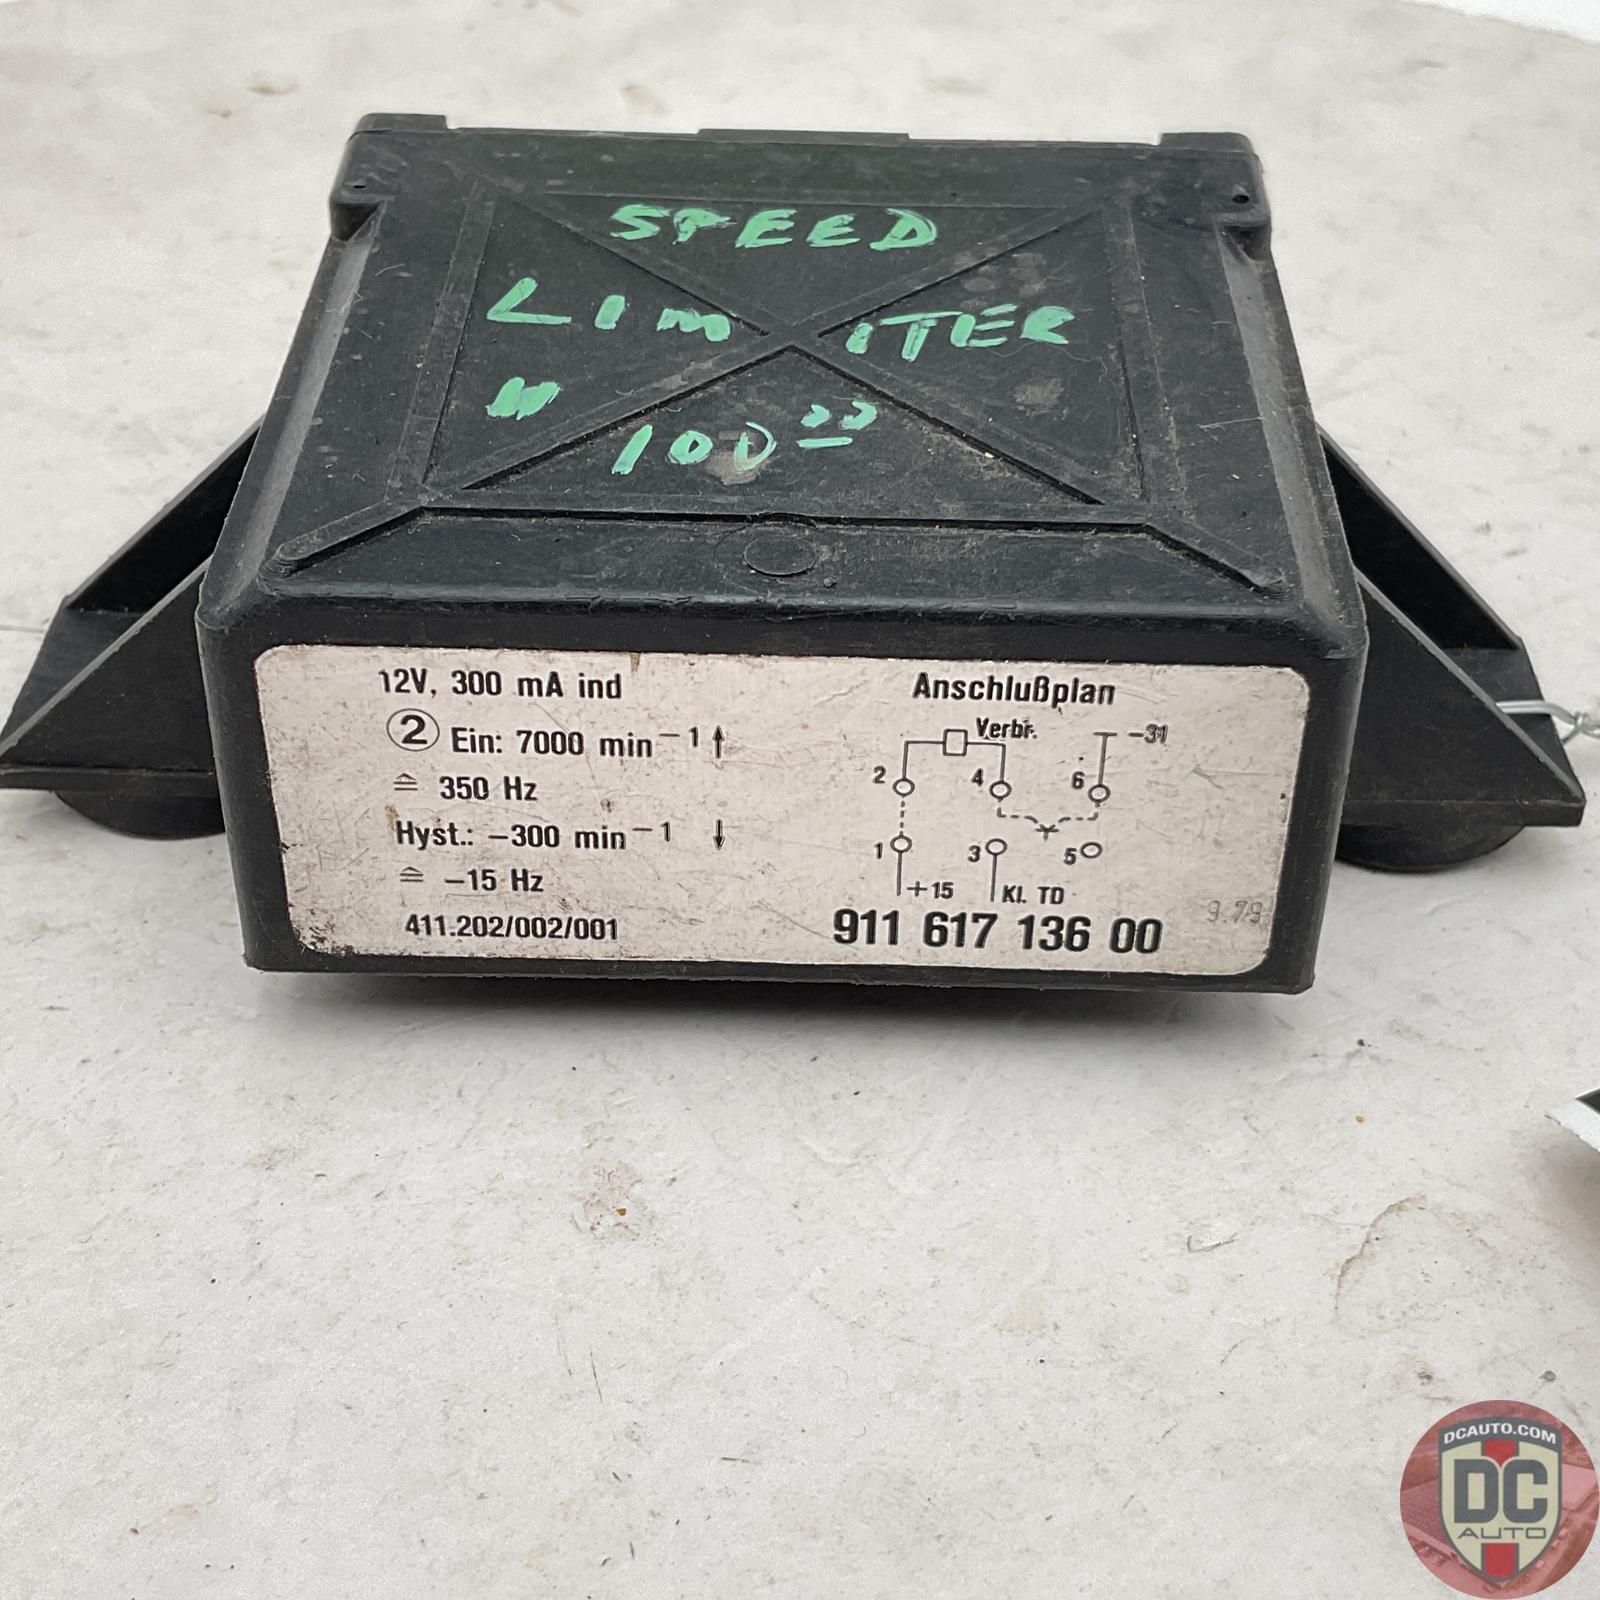 SPEED
LIMITER
100 00
12V, 300 mA ind
② Ein: 7000 min⁻¹ ↑
≙ 350 Hz
Hyst.: −300 min⁻¹ ↓
≙ −15 Hz
411.202/002/001
Anschlußplan
Verbr. −31
2 4 6
1 3 5
+15 Kl. TD
911 617 136 00
9.79
DCAUTO.COM
DC
AUTO